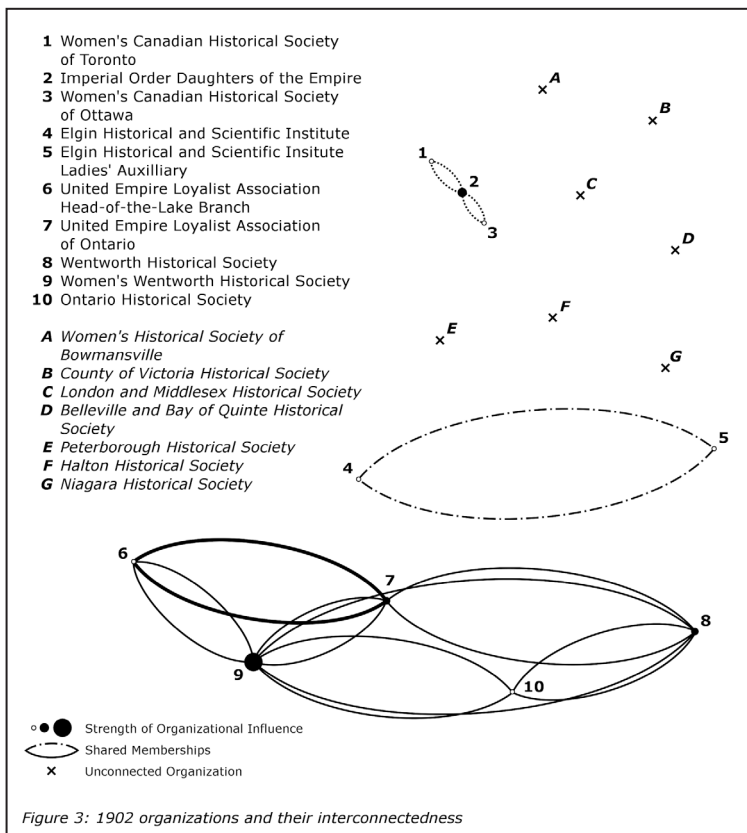 1 Women's Canadian Historical Society
of Toronto
2 Imperial Order Daughters of the Empire
3 Women's Canadian Historical Society
of Ottawa
4 Elgin Historical and Scientific Institute
5 Elgin Historical and Scientific Insitute
Ladies' Auxilliary
6 United Empire Loyalist Association
Head-of-the-Lake Branch
7 United Empire Loyalist Association
of Ontario
8 Wentworth Historical Society
9 Women's Wentworth Historical Society
10 Ontario Historical Society
A Women's Historical Society of
Bowmansville
B County of Victoria Historical Society
C London and Middlesex Historical Society
D Belleville and Bay of Quinte Historical
Society
E Peterborough Historical Society
F Halton Historical Society
G Niagara Historical Society
A
B
1
2
C
3
D
F
E
G
5
4
6
7
8
9
10
Strength of Organizational Influence
Shared Memberships
Unconnected Organization
Figure 3: 1902 organizations and their interconnectedness